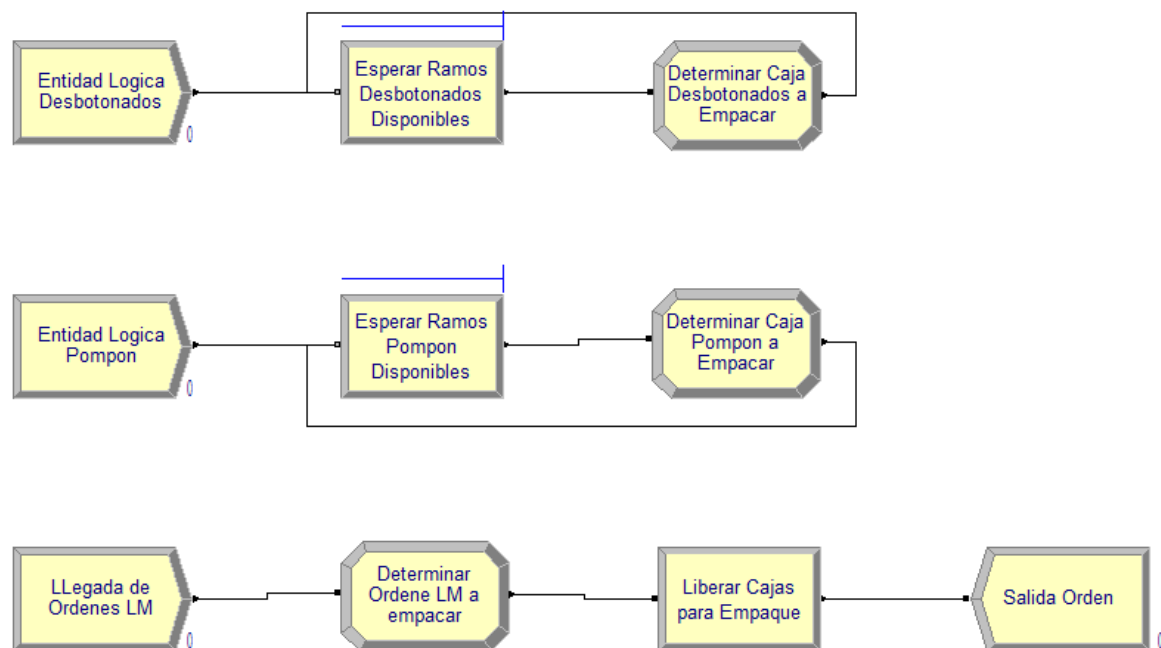 Entidad Logica
Desbotonados
0
Esperar Ramos
Desbotonados
Disponibles
Determinar Caja
Desbotonados a
Empacar
Entidad Logica
Pompon
0
Esperar Ramos
Pompon
Disponibles
Determinar Caja
Pompon a
Empacar
LLegada de
Ordenes LM
0
Determinar
Ordene LM a
empacar
Liberar Cajas
para Empaque
Salida Orden
0